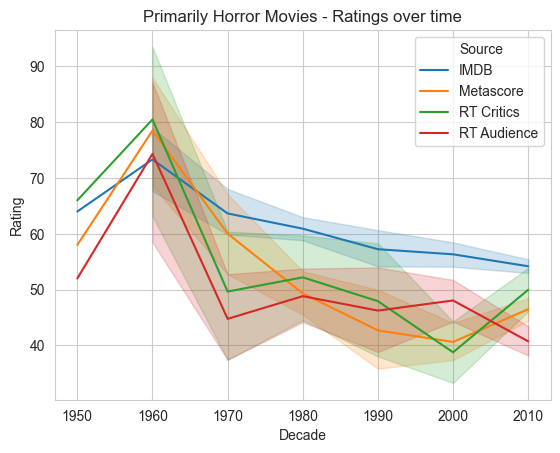 Primarily Horror Movies - Ratings over time
Source
IMDB
Metascore
RT Critics
RT Audience
Rating
90
80
70
60
50
40
1950 1960 1970 1980 1990 2000 2010
Decade